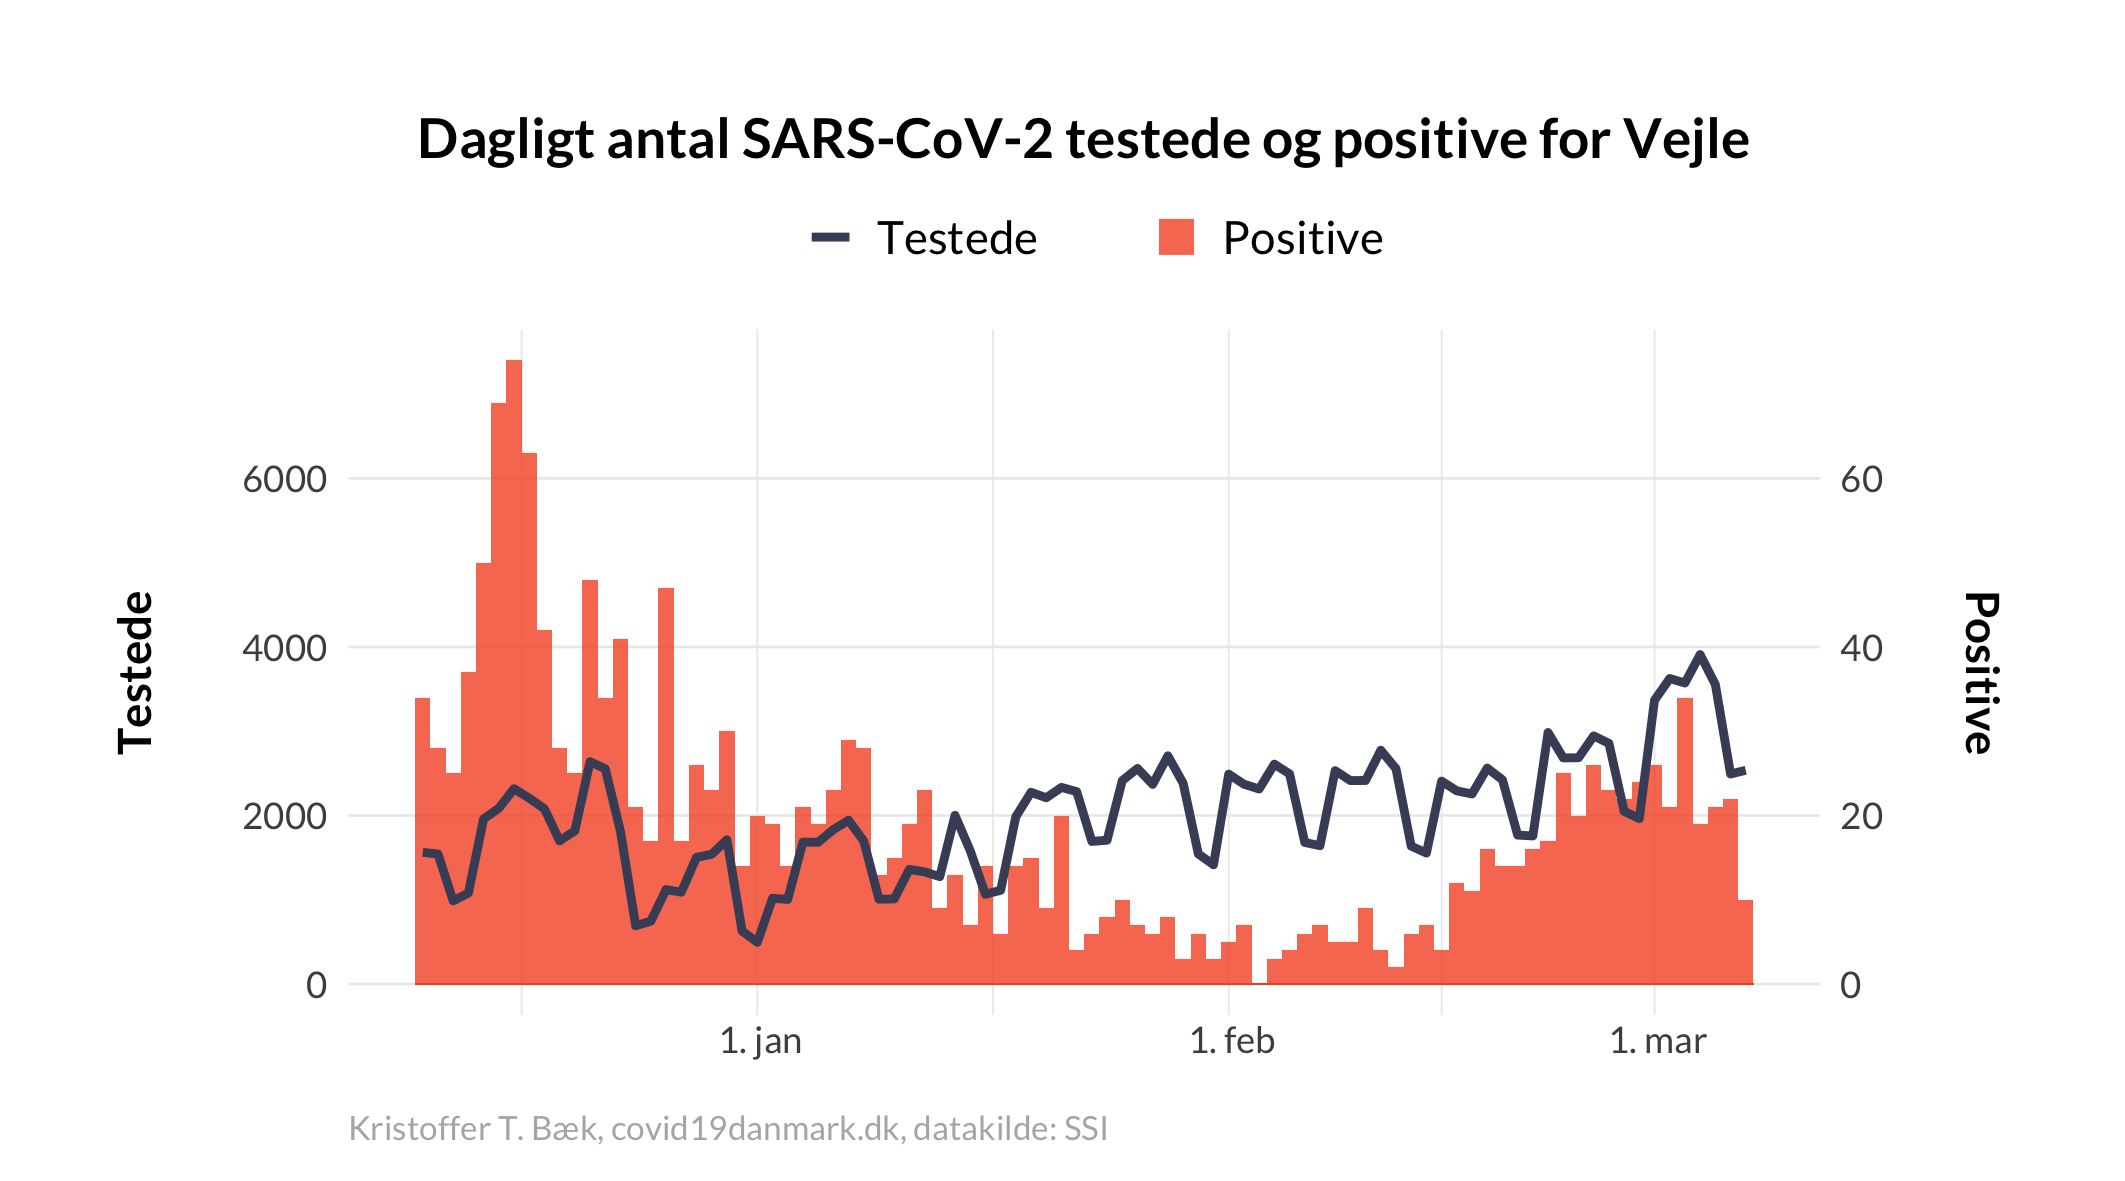 Dagligt antal SARS-CoV-2 testede og positive for Vejle
Testede
Positive
6000
4000
2000
0
60
40
20
0
Testede
Positive
1. jan
1. feb
1. mar
Kristoffer T. Bæk, covid19danmark.dk, datakilde: SSI